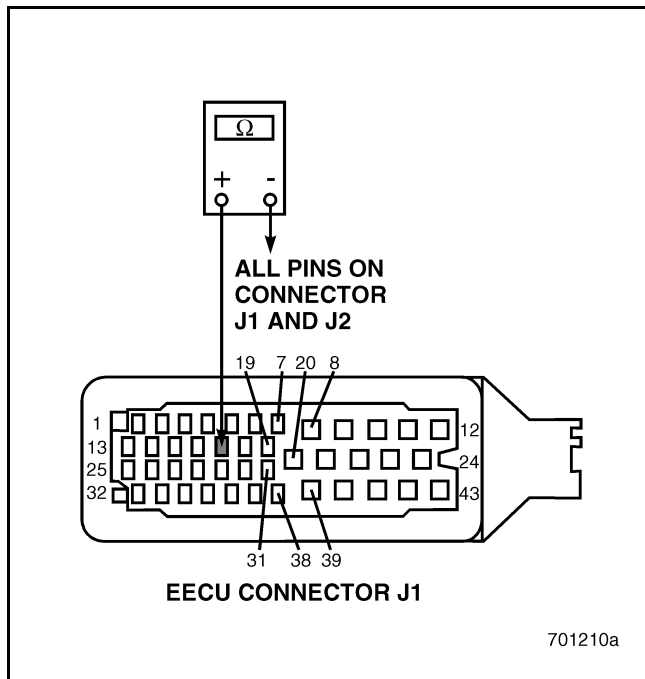 Ω
+ -
ALL PINS ON
CONNECTOR
J1 AND J2
19 7 20 8
1 12
13 24
25
32 43
31 38 39
EECU CONNECTOR J1
701210a